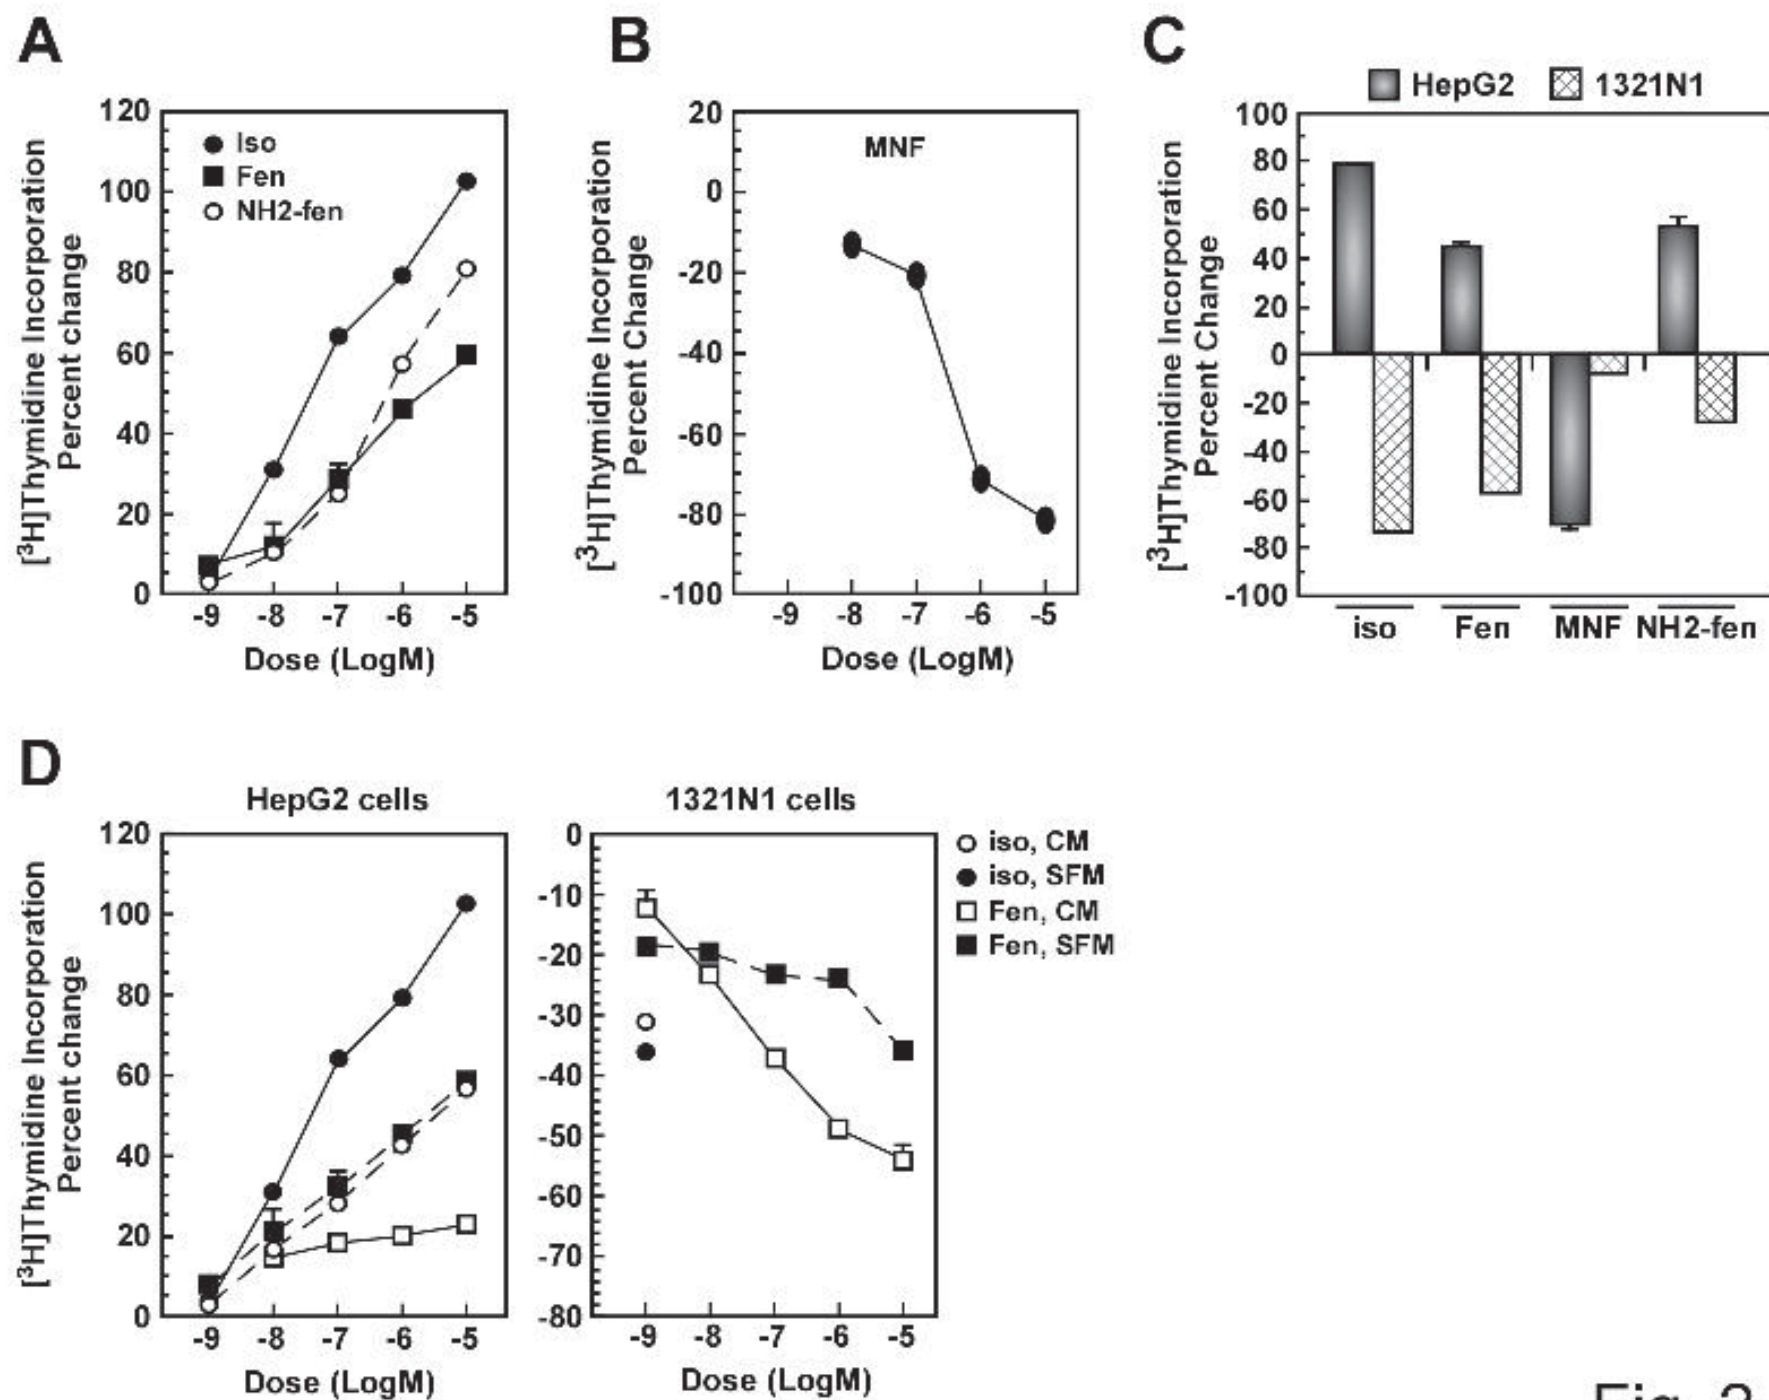 A
[3H]Thymidine Incorporation
Percent change
120
100
80
60
40
20
0
Iso
Fen
NH2-fen
-9 -8 -7 -6 -5
Dose (LogM)
B
[3H]Thymidine Incorporation
Percent Change
20
0
-20
-40
-60
-80
-100
MNF
-9 -8 -7 -6 -5
Dose (LogM)
C
HepG2 1321N1
[3H]Thymidine Incorporation
Percent Change
100
80
60
40
20
0
-20
-40
-60
-80
-100
iso Fen MNF NH2-fen
D
HepG2 cells
[3H]Thymidine Incorporation
Percent change
120
100
80
60
40
20
0
-9 -8 -7 -6 -5
Dose (LogM)
1321N1 cells
0
-10
-20
-30
-40
-50
-60
-70
-80
-9 -8 -7 -6 -5
Dose (LogM)
iso, CM
iso, SFM
Fen, CM
Fen, SFM